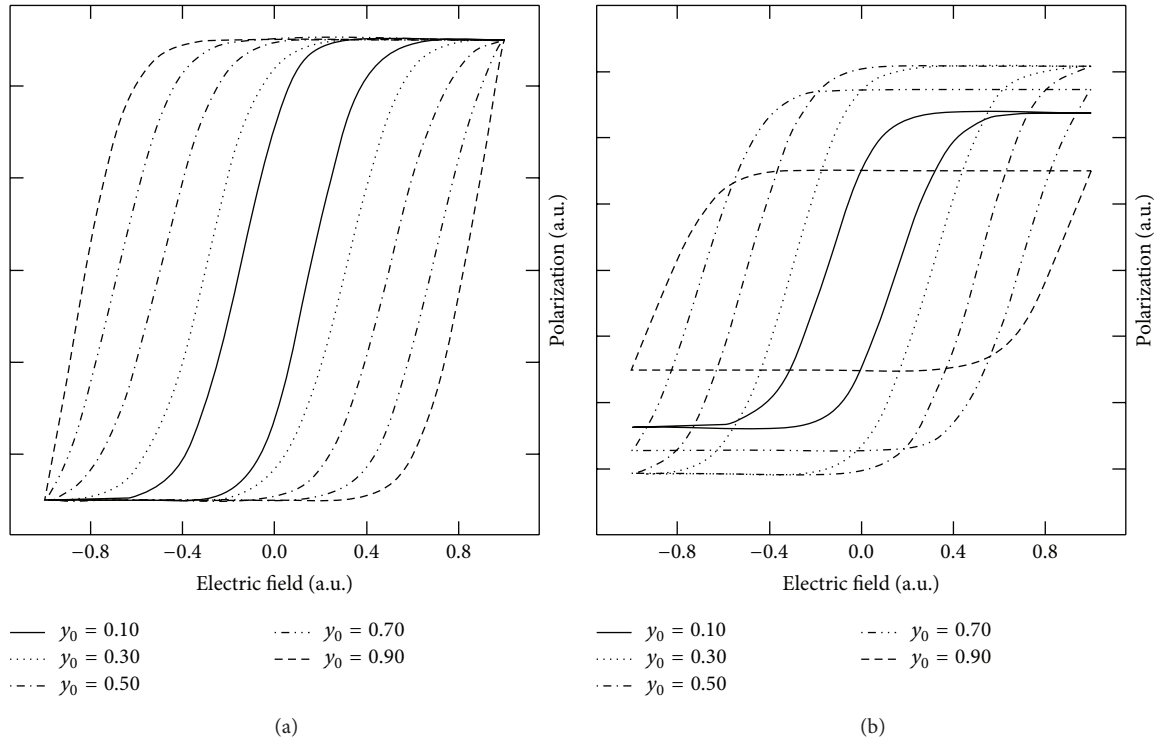 Polarization (a.u.)
−0.8 −0.4 0.0 0.4 0.8
Electric field (a.u.)
y0 = 0.10
y0 = 0.30
y0 = 0.50
y0 = 0.70
y0 = 0.90
(a)
Polarization (a.u.)
−0.8 −0.4 0.0 0.4 0.8
Electric field (a.u.)
y0 = 0.10
y0 = 0.30
y0 = 0.50
y0 = 0.70
y0 = 0.90
(b)